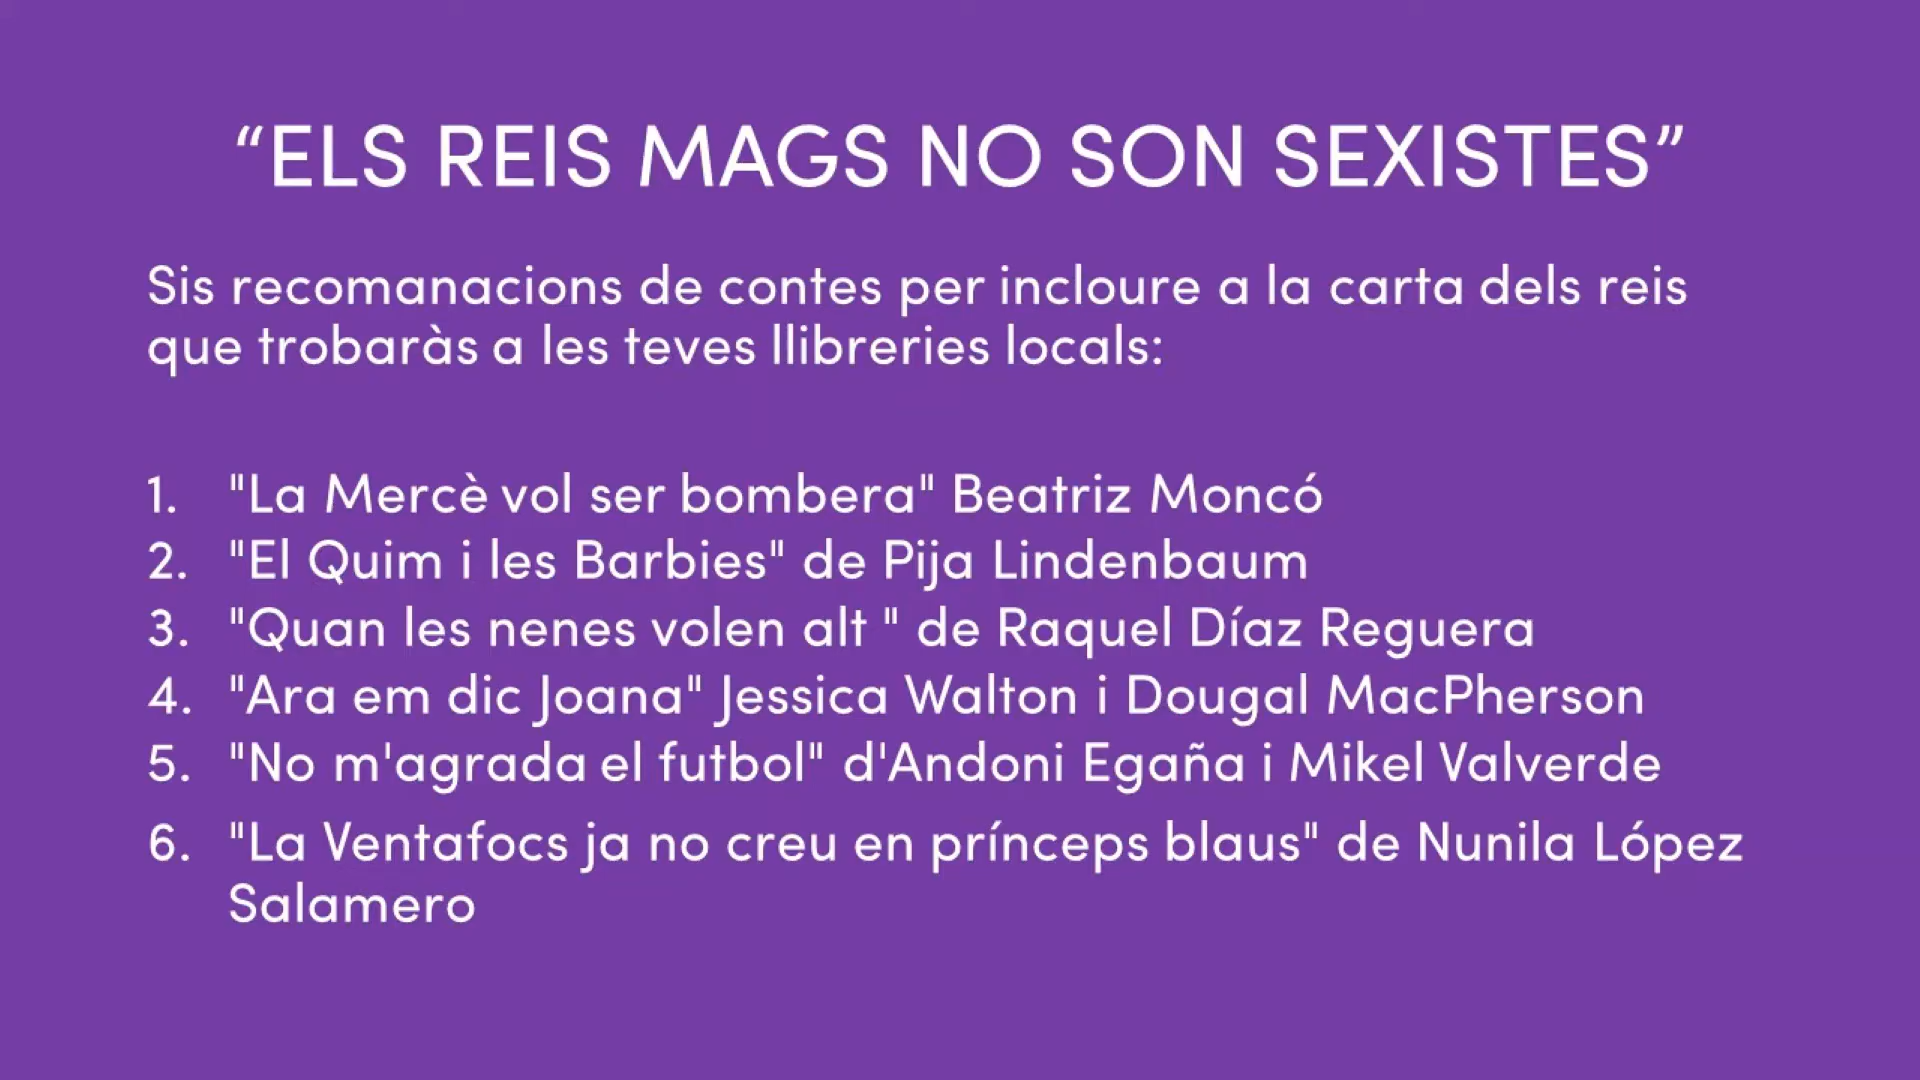 “ELS REIS MAGS NO SON SEXISTES”
Sis recomanacions de contes per incloure a la carta dels reis
que trobaràs a les teves llibreries locals:
1. "La Mercè vol ser bombera" Beatriz Moncó
2. "El Quim i les Barbies" de Pija Lindenbaum
3. "Quan les nenes volen alt " de Raquel Díaz Reguera
4. "Ara em dic Joana" Jessica Walton i Dougal MacPherson
5. "No m'agrada el futbol" d'Andoni Egaña i Mikel Valverde
6. "La Ventafocs ja no creu en prínceps blaus" de Nunila López
Salamero